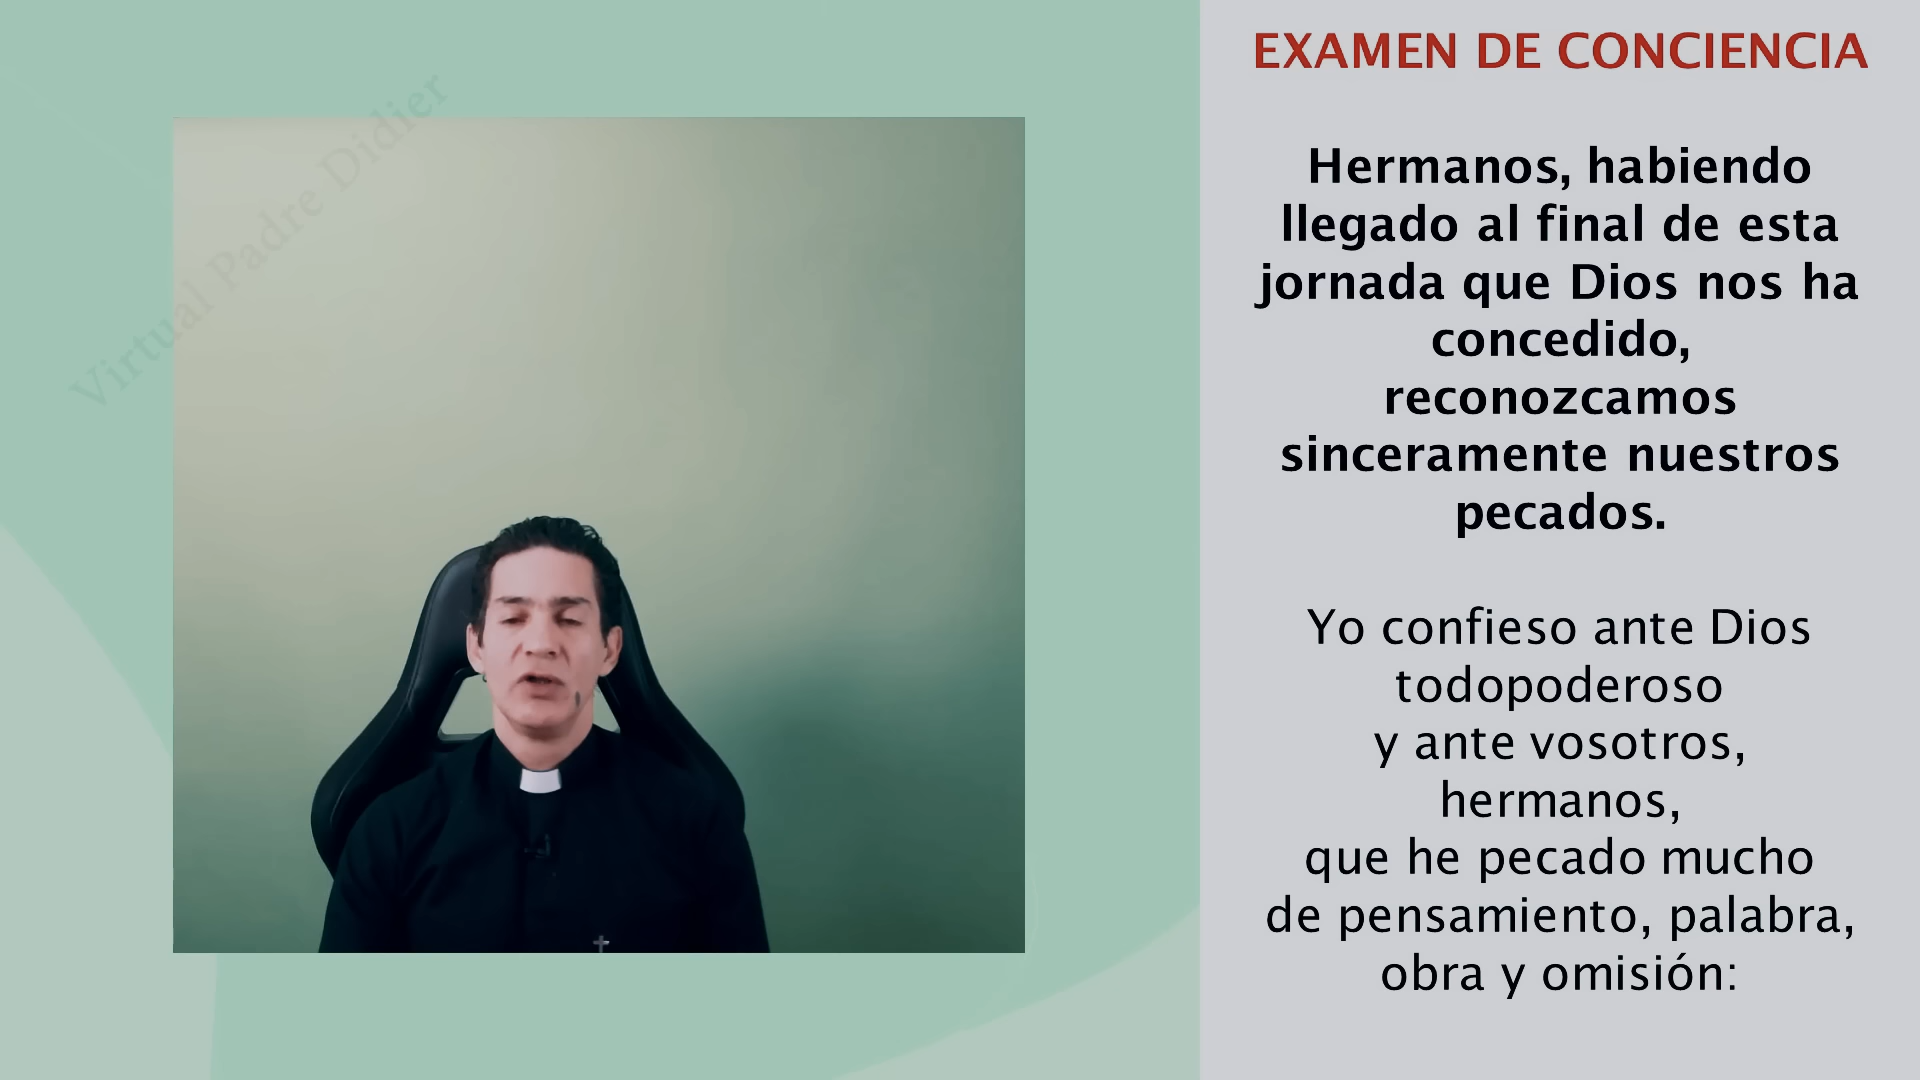 Virtual Padre Didier
EXAMEN DE CONCIENCIA
Hermanos, habiendo
llegado al final de esta
jornada que Dios nos ha
concedido,
reconozcamos
sinceramente nuestros
pecados.
Yo confieso ante Dios
todopoderoso
y ante vosotros,
hermanos,
que he pecado mucho
de pensamiento, palabra,
obra y omisión: